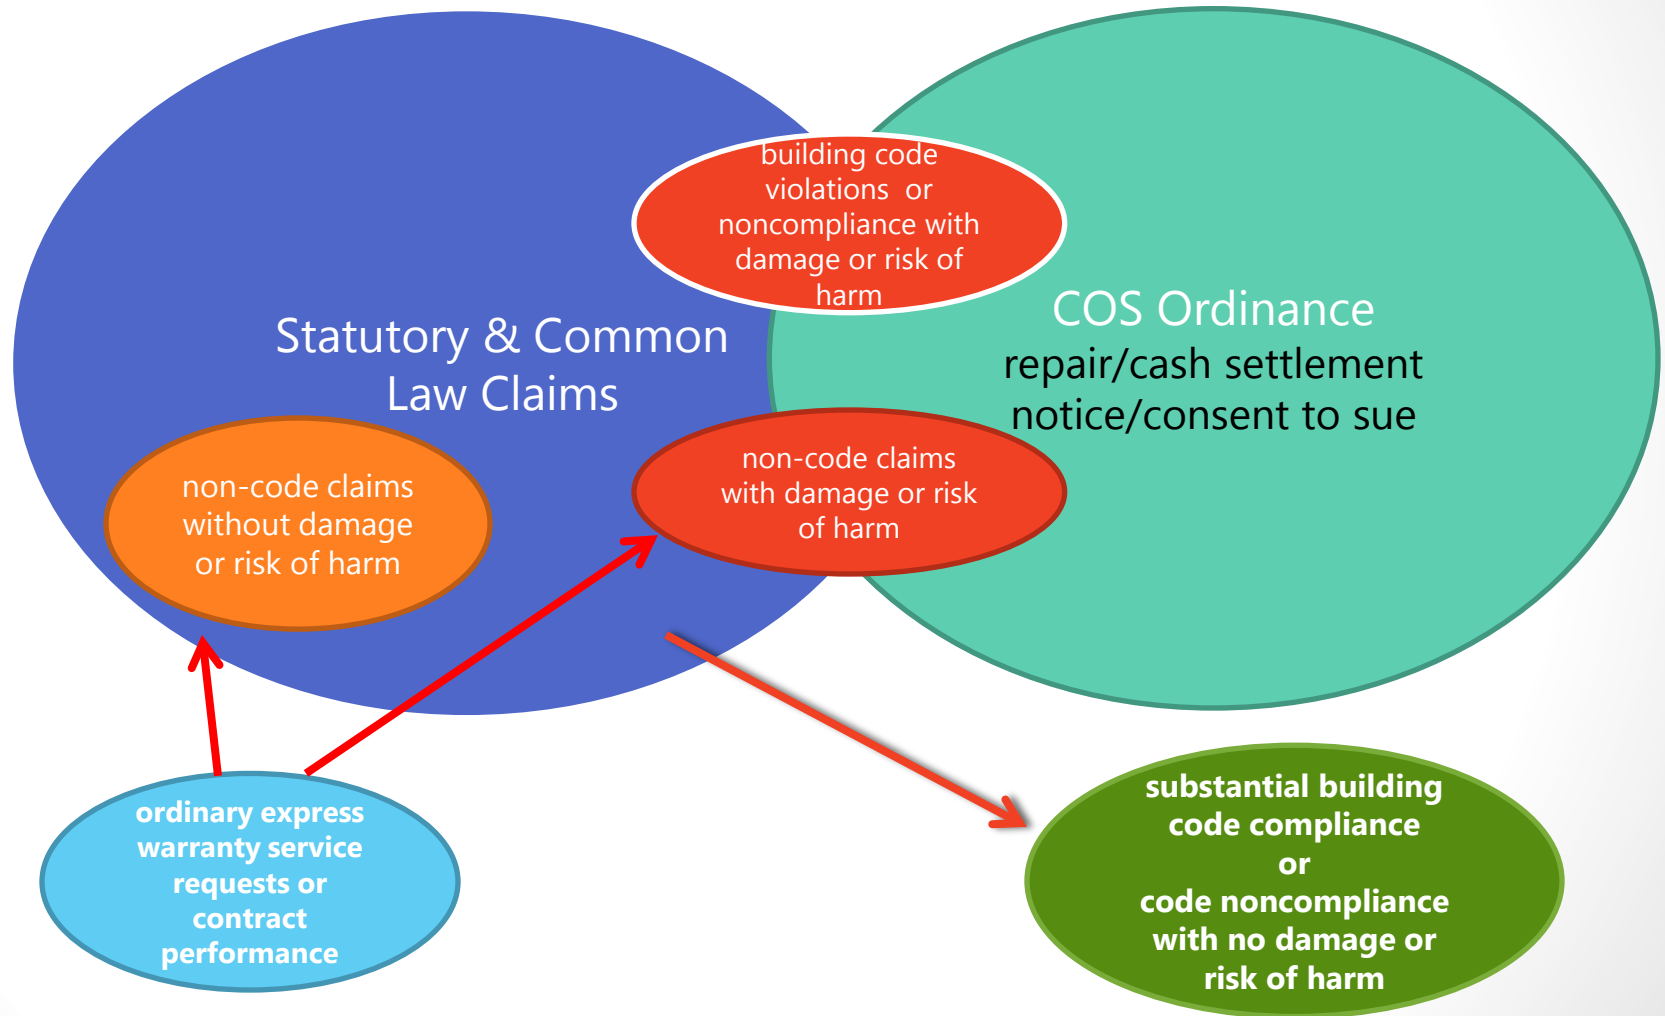 building code
violations or
noncompliance with
damage or risk of
harm
Statutory & Common
Law Claims
COS Ordinance
repair/cash settlement
notice/consent to sue
non-code claims
without damage
or risk of harm
non-code claims
with damage or risk
of harm
ordinary express
warranty service
requests or
contract
performance
substantial building
code compliance
or
code noncompliance
with no damage or
risk of harm